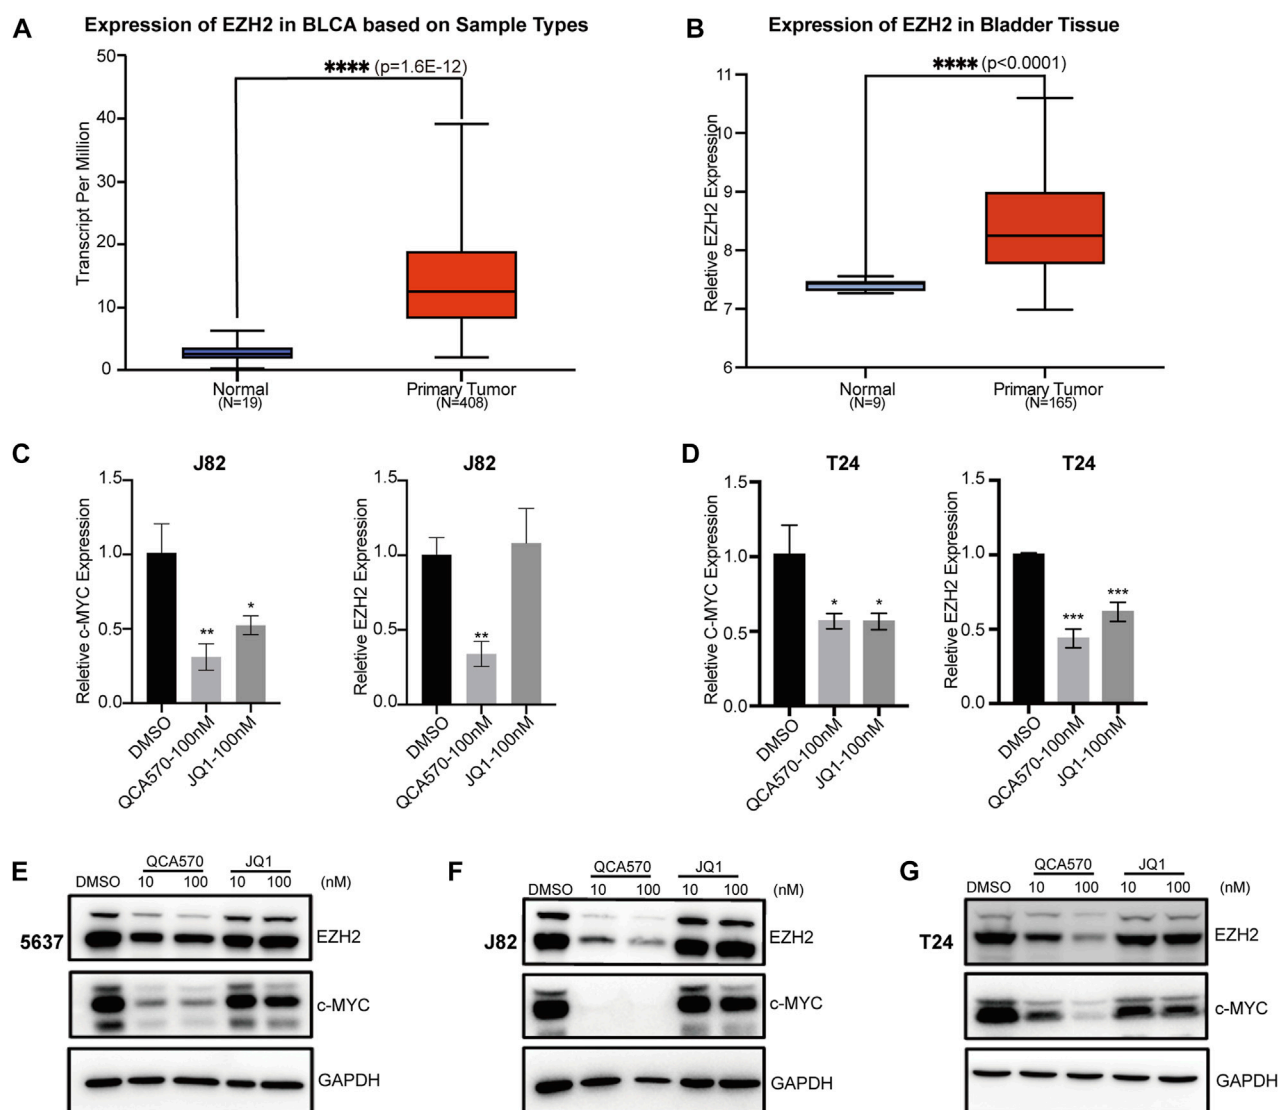 A
Expression of EZH2 in BLCA based on Sample Types
**** (p=1.6E-12)
Transcript Per Million
50
40
30
20
10
0
Normal
(N=19)
Primary Tumor
(N=408)
B
Expression of EZH2 in Bladder Tissue
**** (p<0.0001)
Reletive EZH2 Expression
11
10
9
8
7
6
Normal
(N=9)
Primary Tumor
(N=165)
C
J82
Reletive c-MYC Expression
1.5
1.0
0.5
0.0
**
*
DMSO
QCA570-100nM
JQ1-100nM
J82
Reletive EZH2 Expression
1.5
1.0
0.5
0.0
**
DMSO
QCA570-100nM
JQ1-100nM
D
T24
Reletive C-MYC Expression
1.5
1.0
0.5
0.0
*
*
DMSO
QCA570-100nM
JQ1-100nM
T24
Reletive EZH2 Expression
1.5
1.0
0.5
0.0
***
***
DMSO
QCA570-100nM
JQ1-100nM
E
QCA570 JQ1
DMSO 10 100 10 100 (nM)
5637
EZH2
c-MYC
GAPDH
F
QCA570 JQ1
DMSO 10 100 10 100 (nM)
J82
EZH2
c-MYC
GAPDH
G
QCA570 JQ1
DMSO 10 100 10 100 (nM)
T24
EZH2
c-MYC
GAPDH